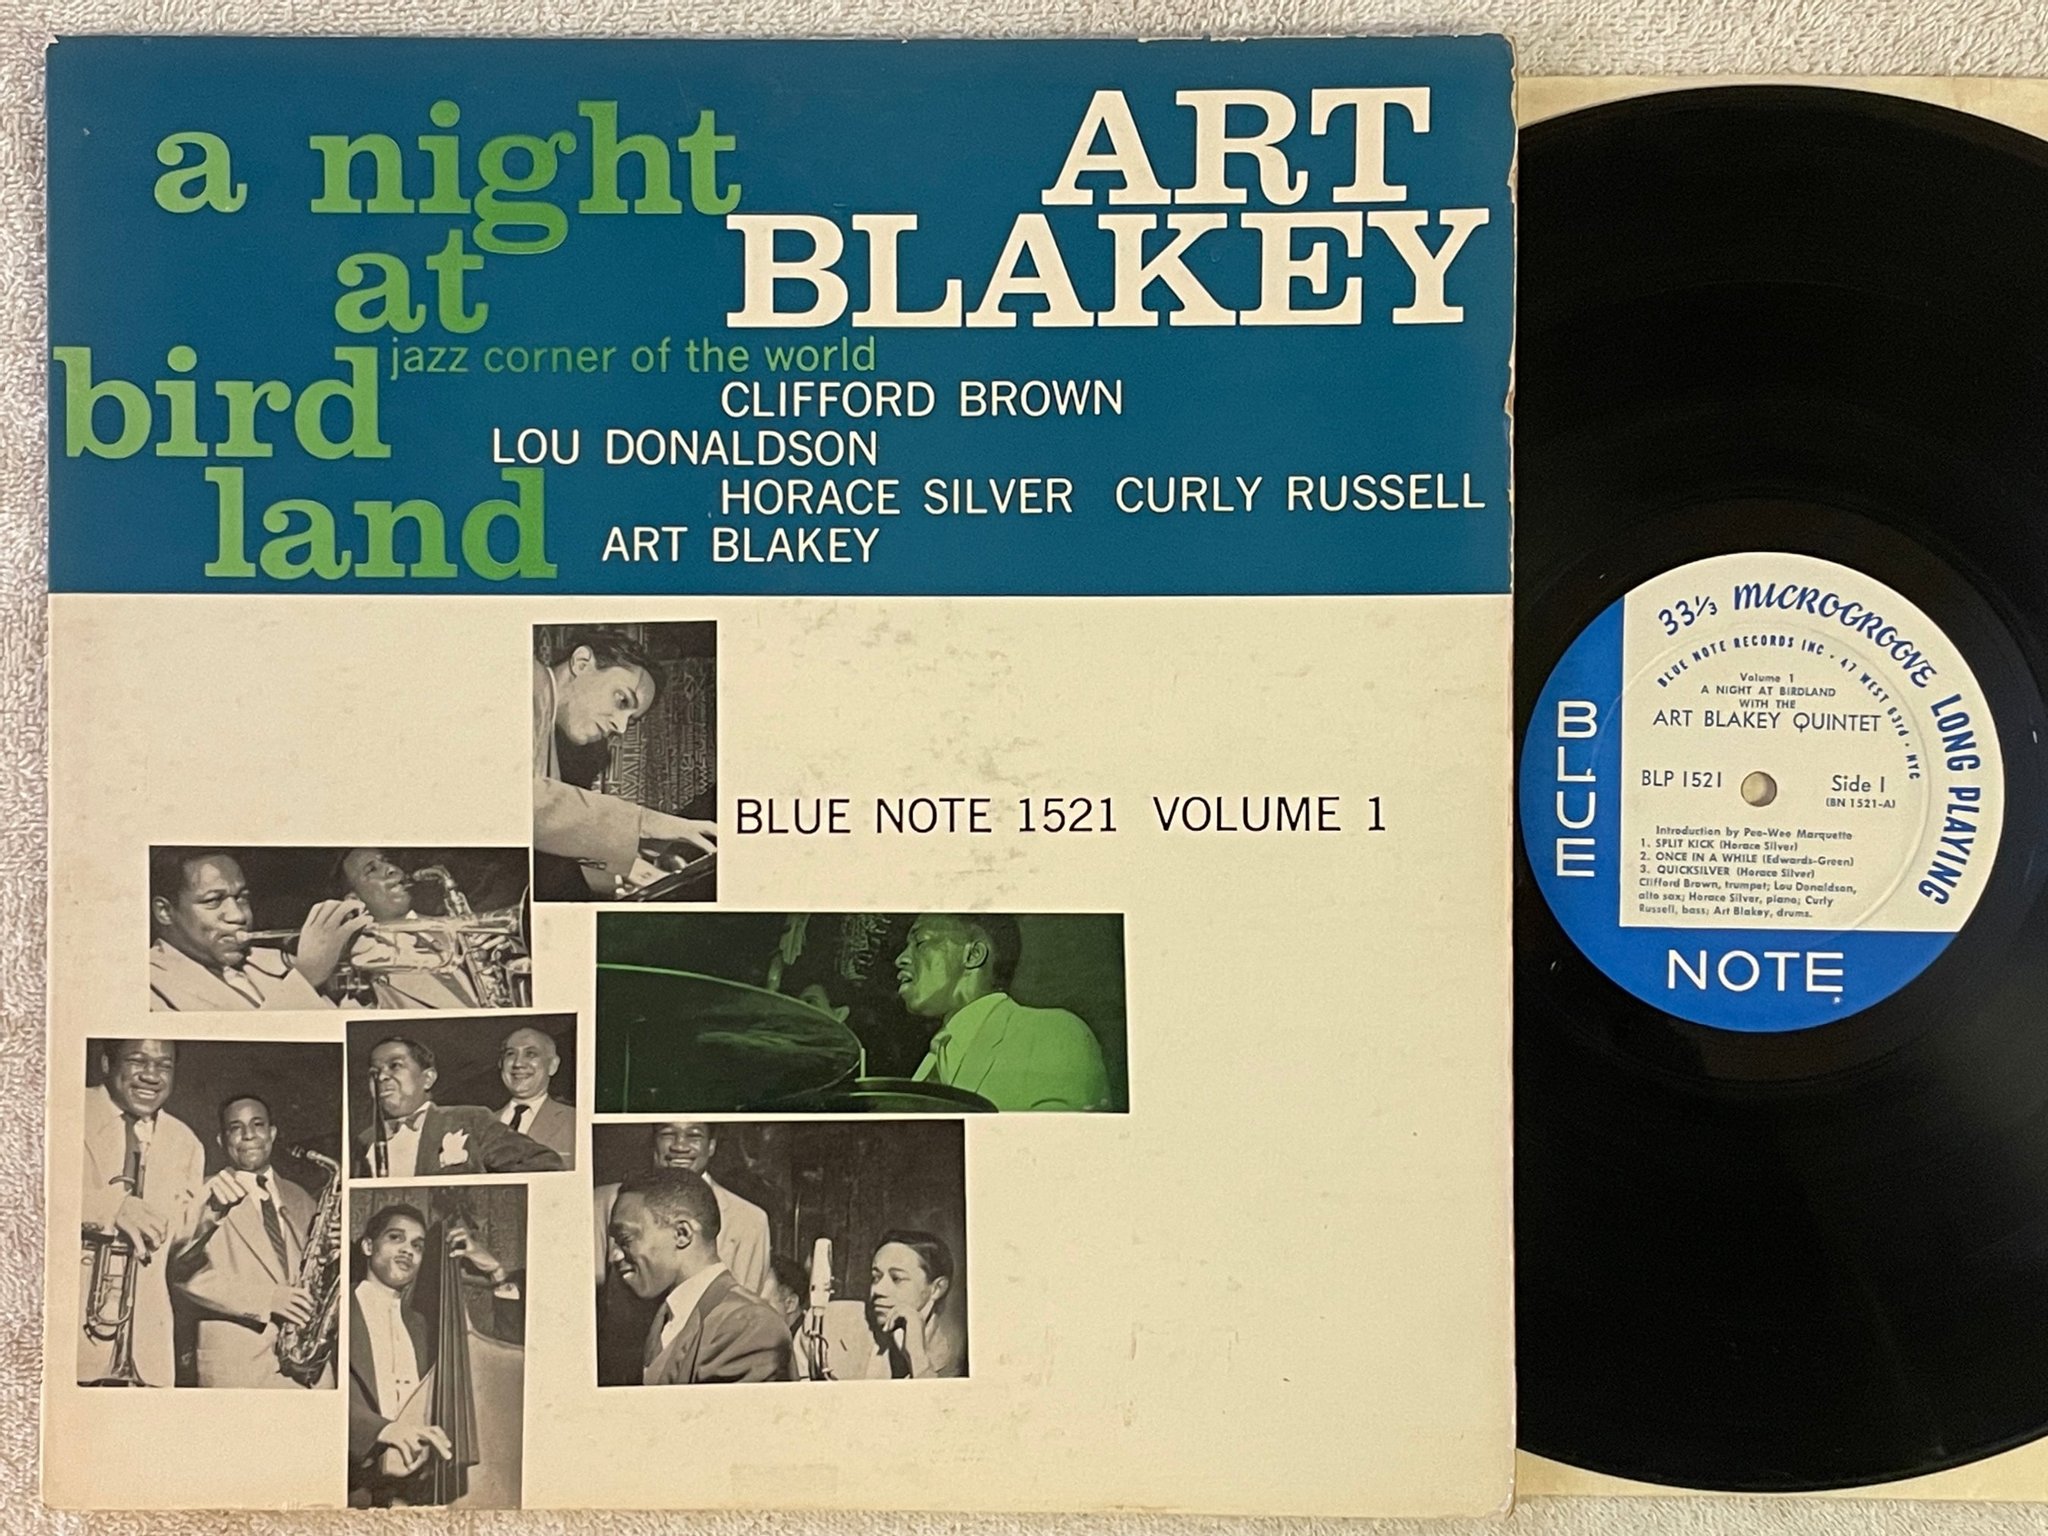 a night
at
bird
land
jazz corner of the world
ART
BLAKEY
CLIFFORD BROWN
LOU DONALDSON
HORACE SILVER CURLY RUSSELL
ART BLAKEY
BLUE NOTE 1521 VOLUME 1
33 1/3 MICROGROOVE LONG PLAYING
BLUE NOTE RECORDS INC • 47 WEST 63rd • NYC
Volume 1
A NIGHT AT BIRDLAND
WITH THE
ART BLAKEY QUINTET
BLP 1521
Side 1
(BN 1521-A)
Introduction by Pee-Wee Marquette
1. SPLIT KICK (Horace Silver)
2. ONCE IN A WHILE (Edwards-Green)
3. QUICKSILVER (Horace Silver)
Clifford Brown, trumpet; Lou Donaldson,
alto sax; Horace Silver, piano; Curly
Russell, bass; Art Blakey, drums.
BLUE
NOTE